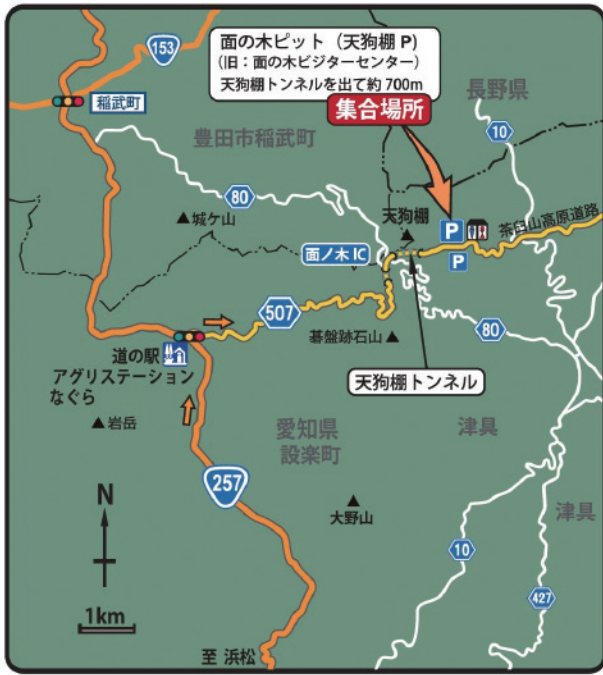 面の木ピット（天狗棚 P）
（旧：面の木ビジターセンター）
天狗棚トンネルを出て約 700m
集合場所
153
稲武町
長野県
10
豊田市稲武町
80
城ケ山
天狗棚
P
茶臼山高原道路
面ノ木 IC
P
507
碁盤跡石山
80
道の駅
アグリステーション
なぐら
天狗棚トンネル
岩岳
愛知県
設楽町
津具
257
大野山
津具
N
10
427
1km
至 浜松